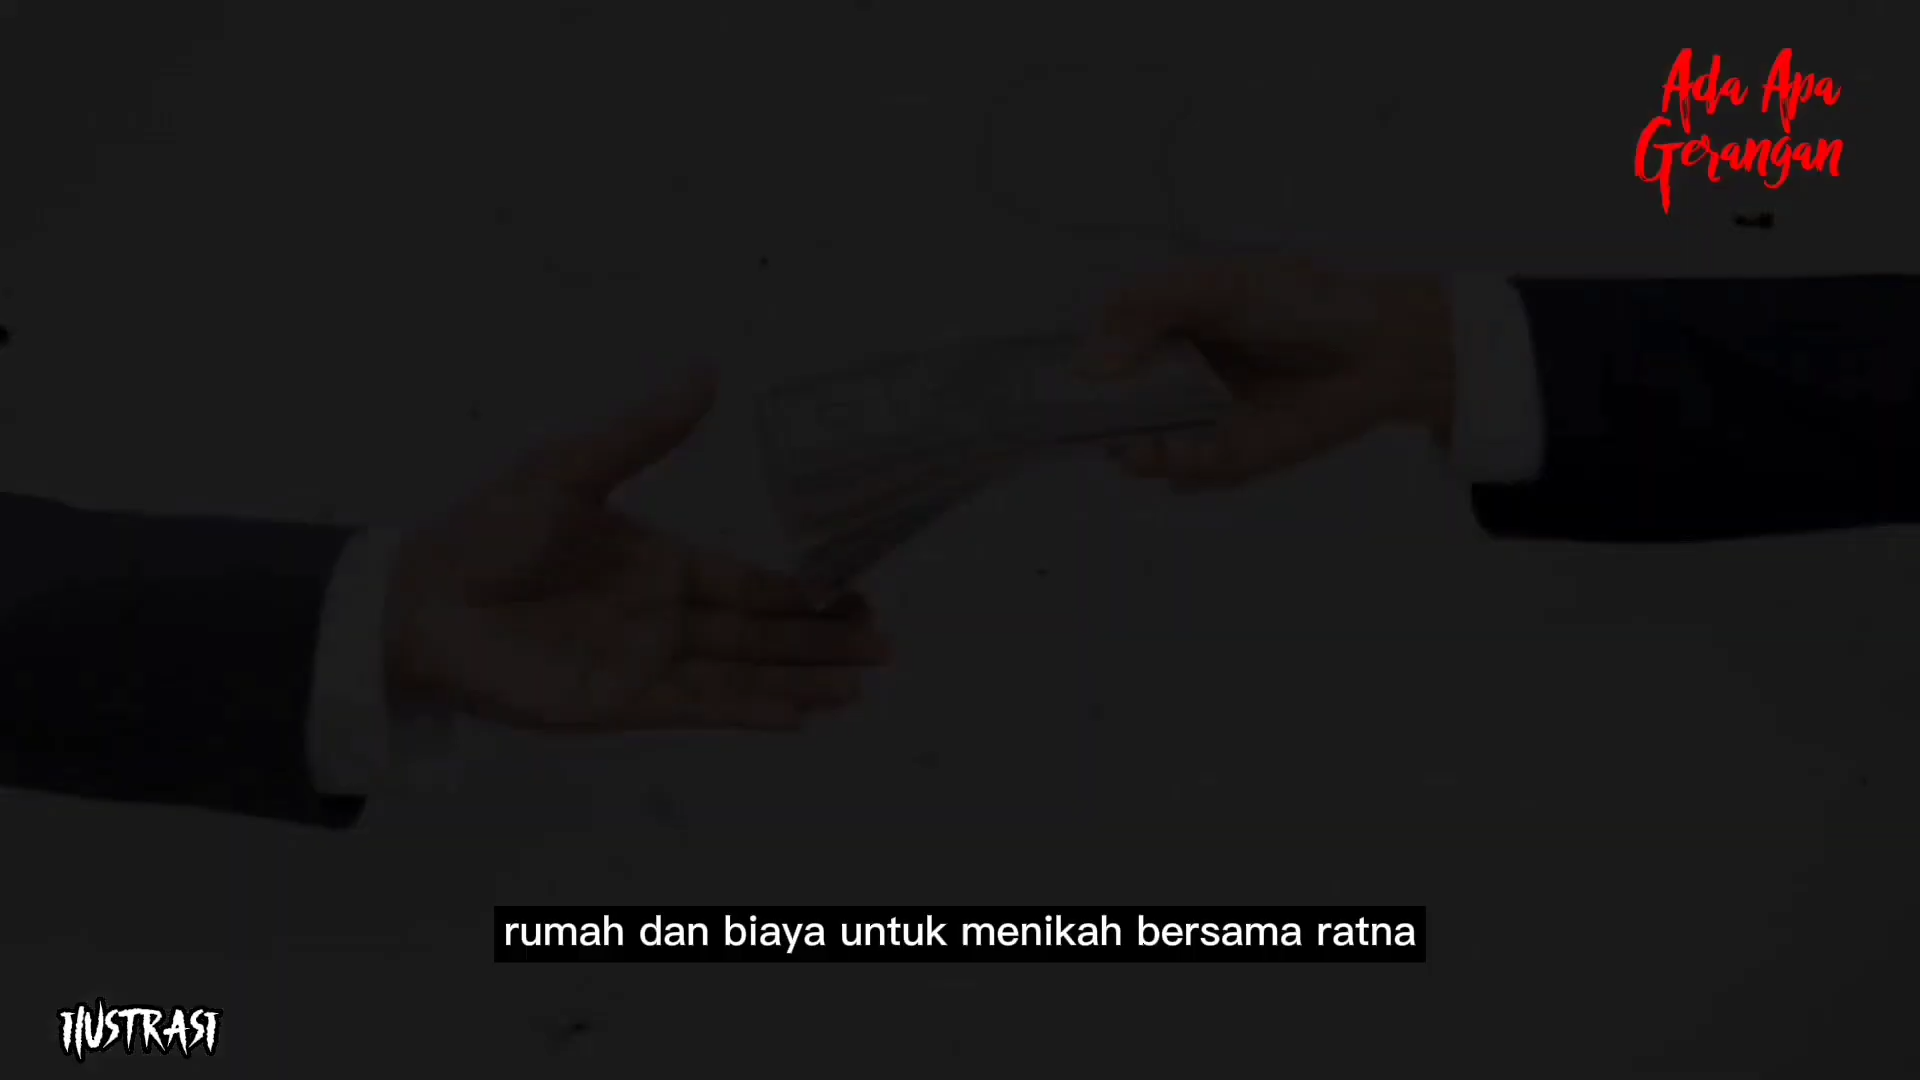 Ada Apa
Gerangan
rumah dan biaya untuk menikah bersama ratna
ILUSTRASI